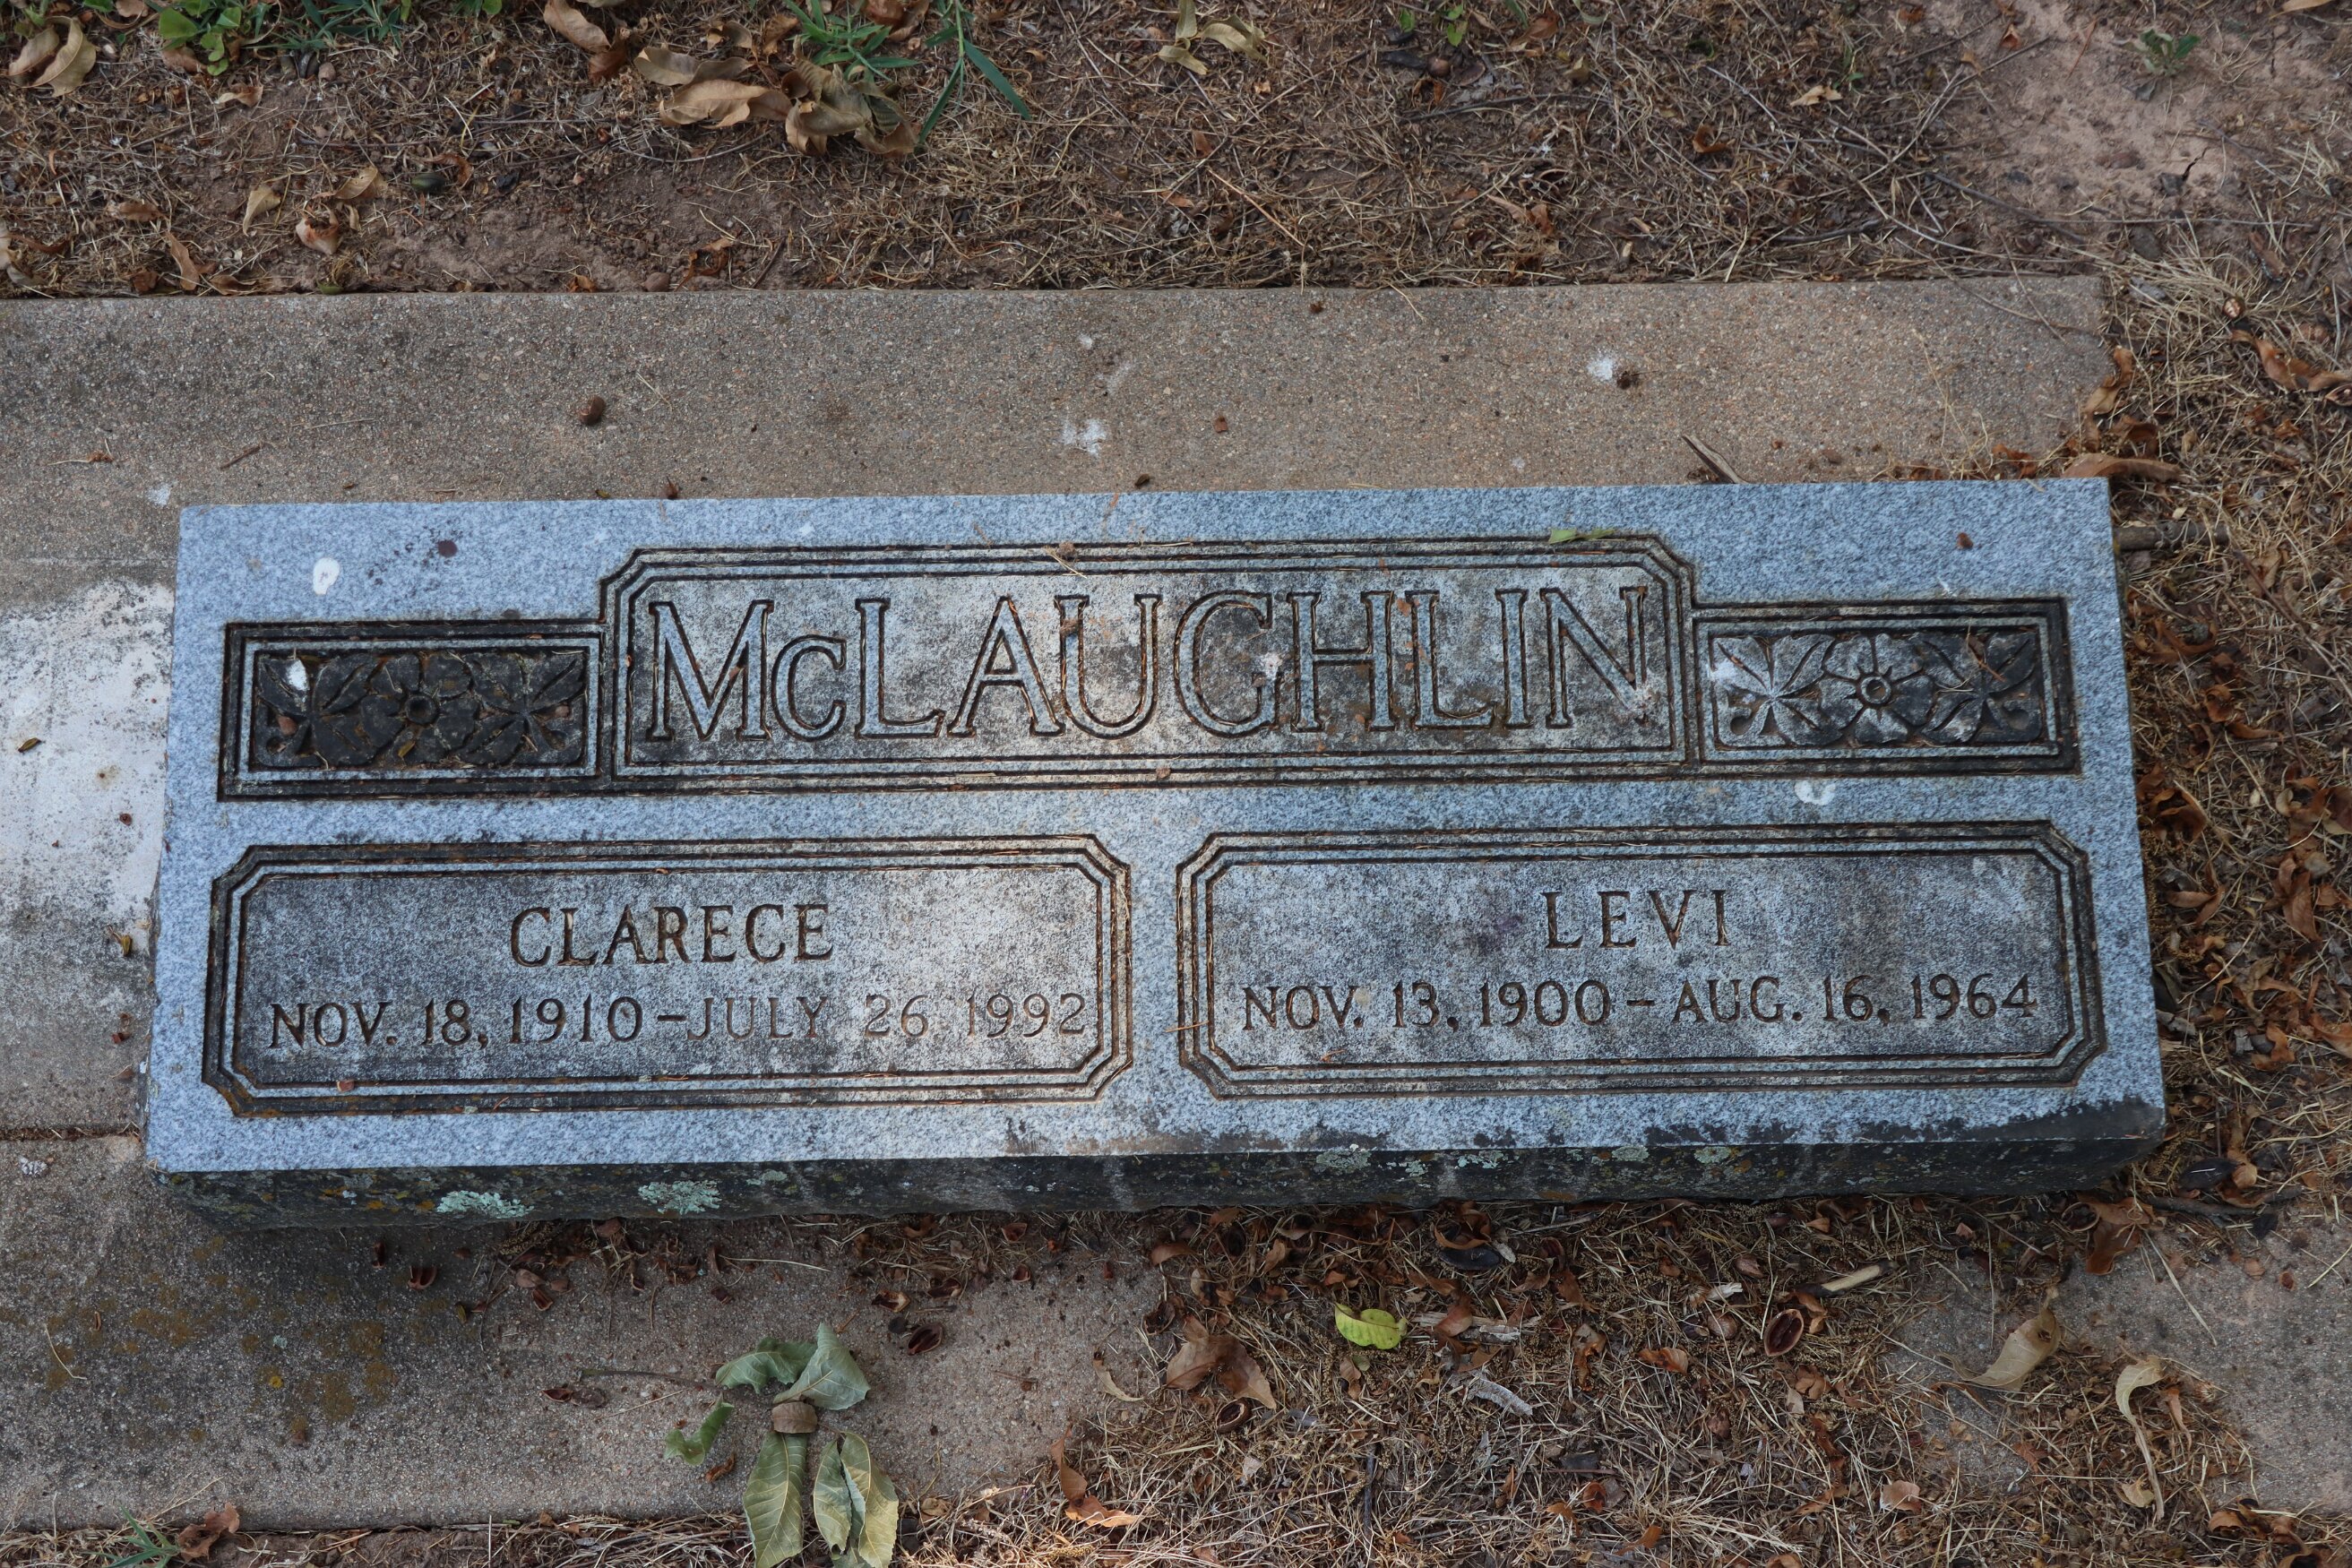 McLAUGHLIN
CLARECE
NOV. 18, 1910 – JULY 26 1992
LEVI
NOV. 13, 1900 – AUG. 16, 1964